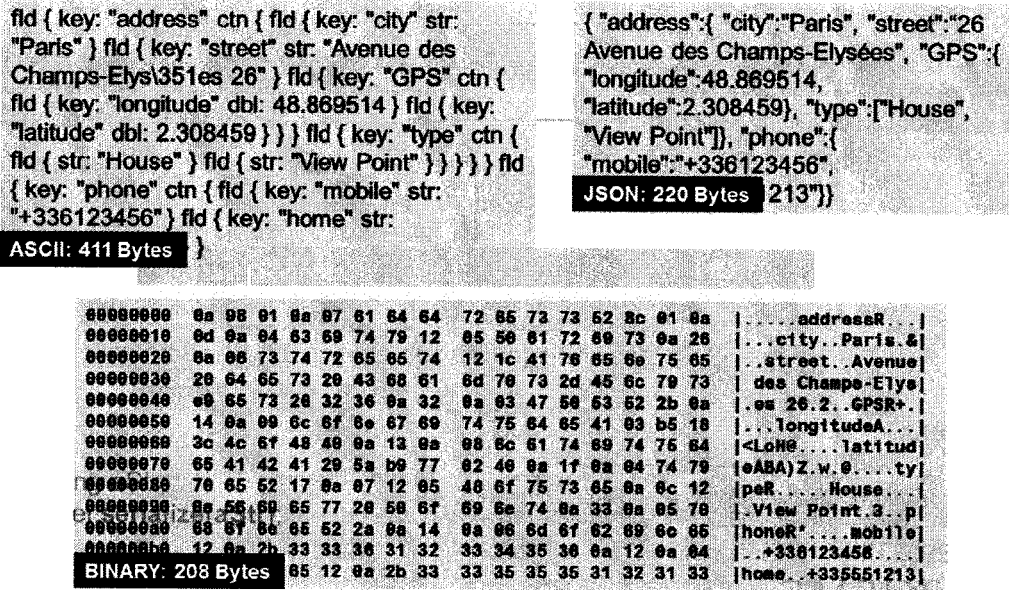 fld { key: "address" ctn { fld { key: "city" str:
"Paris" } fld { key: "street" str: "Avenue des
Champs-Elys\351es 26" } fld { key: "GPS" ctn {
fld { key: "longitude" dbl: 48.869514 } fld { key:
"latitude" dbl: 2.308459 } } } fld { key: "type" ctn {
fld { str: "House" } fld { str: "View Point" } } } } } fld
{ key: "phone" ctn { fld { key: "mobile" str:
"+336123456" } fld { key: "home" str:
ASCII: 411 Bytes }
{ "address":{ "city":"Paris", "street":"26
Avenue des Champs-Elysées", "GPS":{
"longitude":48.869514,
"latitude":2.308459}, "type":["House",
"View Point"]}, "phone":{
"mobile":"+336123456",
JSON: 220 Bytes 213"}}
00000000 0a 98 01 0a 07 61 64 64 72 65 73 73 52 8c 01 0a |.....addressR...|
00000010 0d 0a 04 63 69 74 79 12 05 50 61 72 69 73 0a 26 |...city..Paris.&|
00000020 0a 06 73 74 72 65 65 74 12 1c 41 76 65 6e 75 65 |..street..Avenue|
00000030 20 64 65 73 20 43 68 61 6d 70 73 2d 45 6c 79 73 | des Champs-Elys|
00000040 e9 65 73 20 32 36 0a 32 0a 03 47 50 53 52 2b 0a |.es 26.2..GPSR+.|
00000050 14 0a 09 6c 6f 6e 67 69 74 75 64 65 41 03 b5 18 |...longitudeA...|
00000060 3c 4c 6f 48 40 0a 13 0a 08 6c 61 74 69 74 75 64 |<LoH@....latitud|
00000070 65 41 42 41 29 5a b9 77 02 40 0a 1f 0a 04 74 79 |eABA)Z.w.@....ty|
00000080 70 65 52 17 0a 07 12 05 48 6f 75 73 65 0a 0c 12 |peR.....House...|
00000090 0a 56 69 65 77 20 50 6f 69 6e 74 0a 33 0a 05 70 |.View Point.3..p|
000000a0 68 6f 6e 65 52 2a 0a 14 0a 06 6d 6f 62 69 6c 65 |honeR*....mobile|
000000b0 12 0a 2b 33 33 36 31 32 33 34 35 36 0a 12 0a 04 |..+336123456....|
BINARY: 208 Bytes 65 12 0a 2b 33 33 35 35 35 31 32 31 33 |home..+335551213|